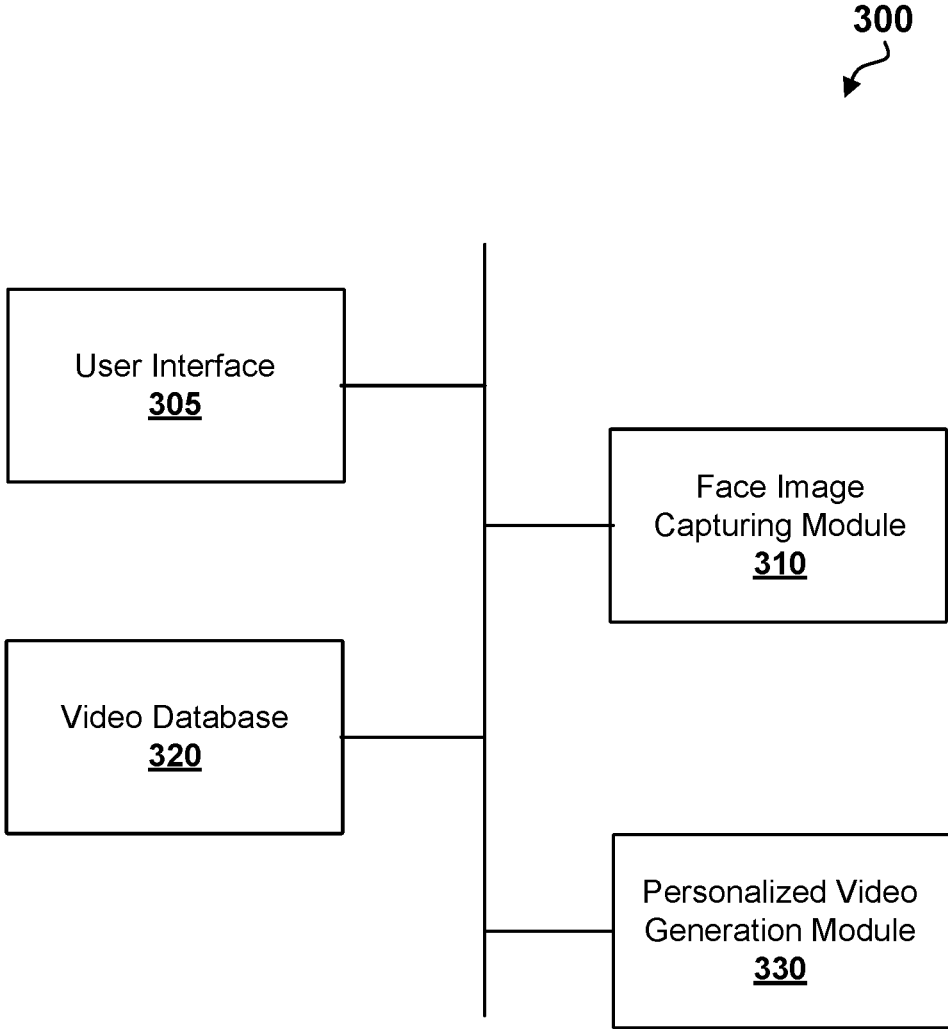 300
User Interface
305
Face Image
Capturing Module
310
Video Database
320
Personalized Video
Generation Module
330